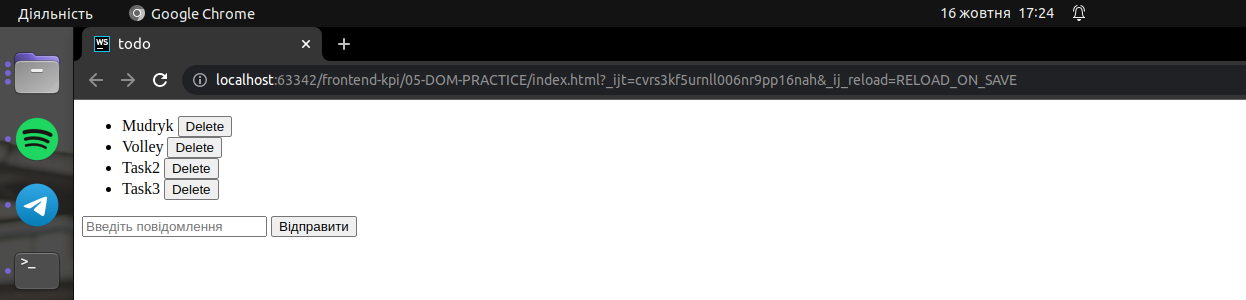 Діяльність Google Chrome 16 жовтня 17:24
WS todo
localhost:63342/frontend-kpi/05-DOM-PRACTICE/index.html?_ijt=cvrs3kf5urnll006nr9pp16nah&_ij_reload=RELOAD_ON_SAVE
Mudryk Delete
Volley Delete
Task2 Delete
Task3 Delete
Введіть повідомлення Відправити
>_